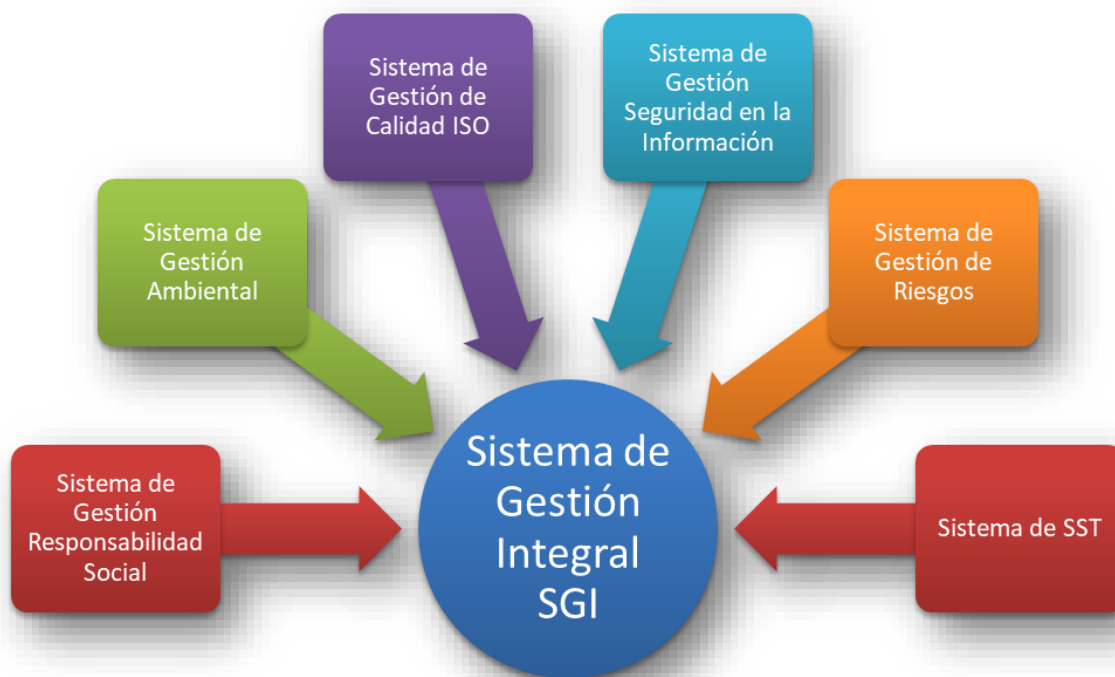 Sistema de
Gestión de
Calidad ISO
Sistema de
Gestión
Seguridad en la
Información
Sistema de
Gestión
Ambiental
Sistema de
Gestión de
Riesgos
Sistema de
Gestión
Responsabilidad
Social
Sistema de
Gestión
Integral
SGI
Sistema de SST